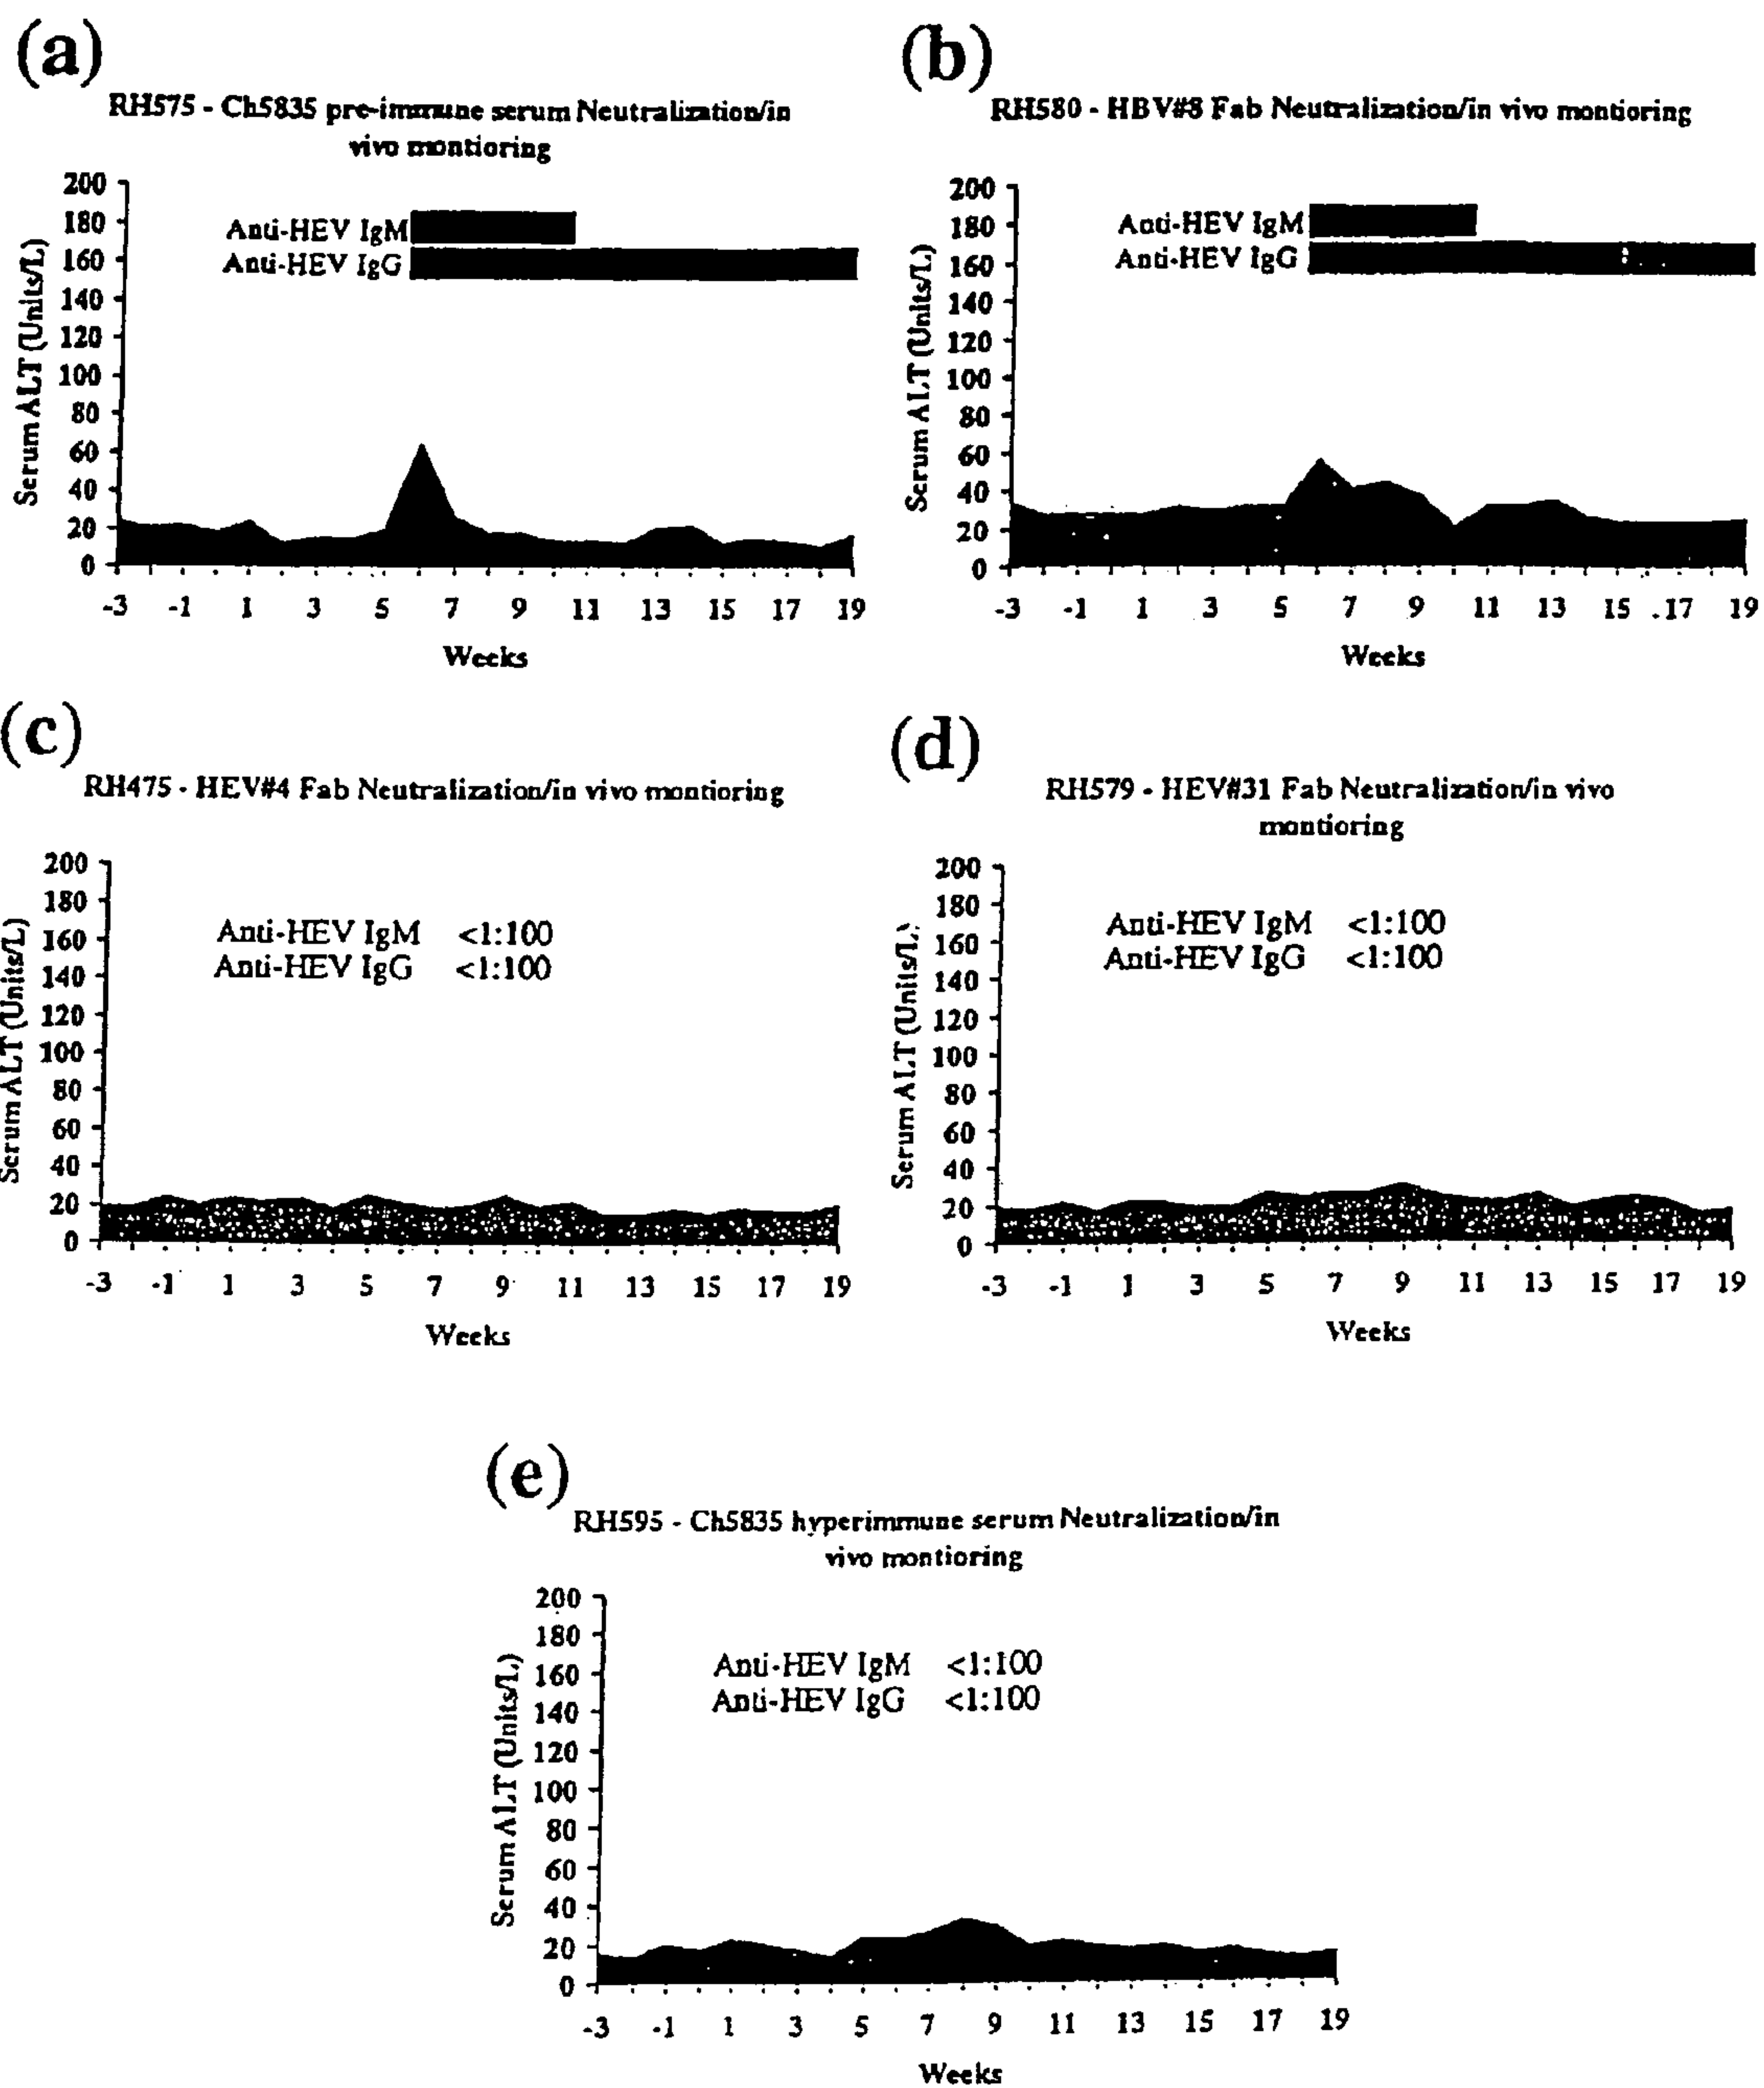 (a)
RH575 - Ch5835 pre-immune serum Neutralization/in
vivo montioring
Serum ALT (Units/L)
200
180
160
140
120
100
80
60
40
20
0
Anti-HEV IgM
Anti-HEV IgG
-3 -1 1 3 5 7 9 11 13 15 17 19
Weeks
(b)
RH580 - HBV#8 Fab Neutralization/in vivo montioring
Serum ALT (Units/L)
200
180
160
140
120
100
80
60
40
20
0
Anti-HEV IgM
Anti-HEV IgG
-3 -1 1 3 5 7 9 11 13 15 17 19
Weeks
(c)
RH475 - HEV#4 Fab Neutralization/in vivo montioring
Serum ALT (Units/L)
200
180
160
140
120
100
80
60
40
20
0
Anti-HEV IgM <1:100
Anti-HEV IgG <1:100
-3 -1 1 3 5 7 9 11 13 15 17 19
Weeks
(d)
RH579 - HEV#31 Fab Neutralization/in vivo
montioring
Serum ALT (Units/L)
200
180
160
140
120
100
80
60
40
20
0
Anti-HEV IgM <1:100
Anti-HEV IgG <1:100
-3 -1 1 3 5 7 9 11 13 15 17 19
Weeks
(e)
RH595 - Ch5835 hyperimmune serum Neutralization/in
vivo montioring
Serum ALT (Units/L)
200
180
160
140
120
100
80
60
40
20
0
Anti-HEV IgM <1:100
Anti-HEV IgG <1:100
-3 -1 1 3 5 7 9 11 13 15 17 19
Weeks